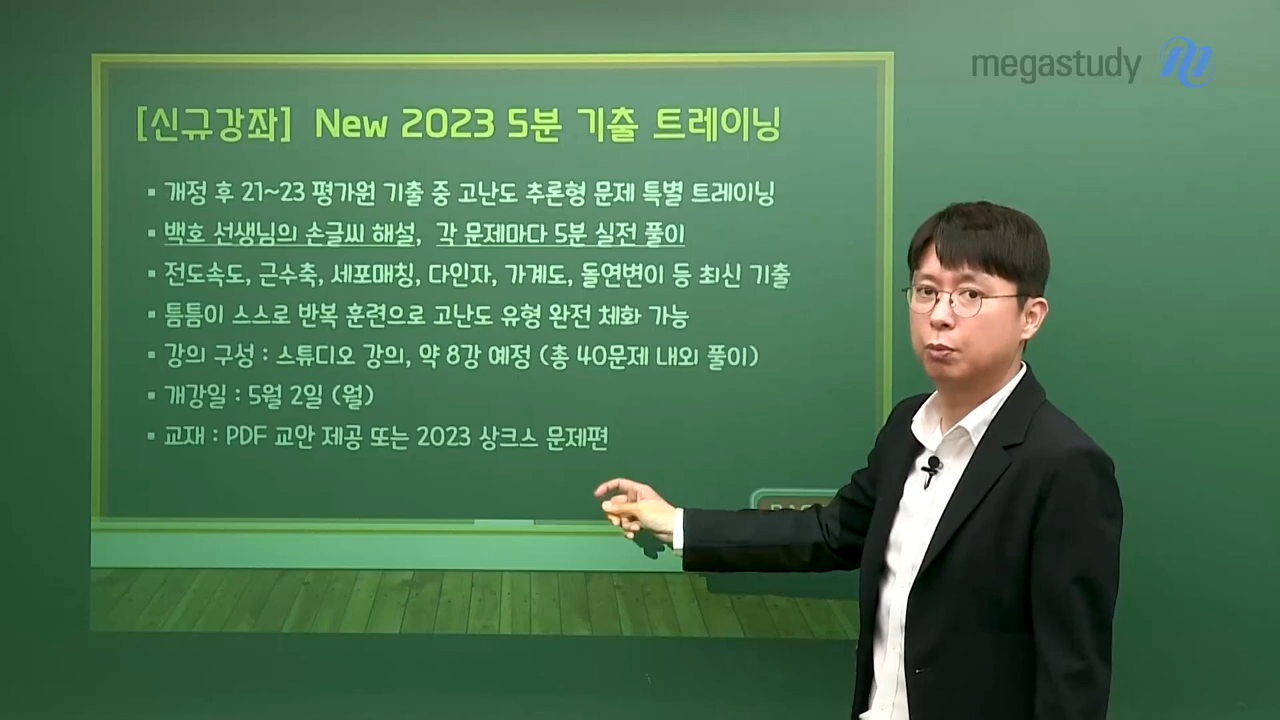 megastudy
[신규강좌] New 2023 5분 기출 트레이닝
▪ 개정 후 21~23 평가원 기출 중 고난도 추론형 문제 특별 트레이닝
▪ 백호 선생님의 손글씨 해설, 각 문제마다 5분 실전 풀이
▪ 전도속도, 근수축, 세포매칭, 다인자, 가계도, 돌연변이 등 최신 기출
▪ 틈틈이 스스로 반복 훈련으로 고난도 유형 완전 체화 가능
▪ 강의 구성 : 스튜디오 강의, 약 8강 예정 (총 40문제 내외 풀이)
▪ 개강일 : 5월 2일 (월)
▪ 교재 : PDF 교안 제공 또는 2023 상크스 문제편